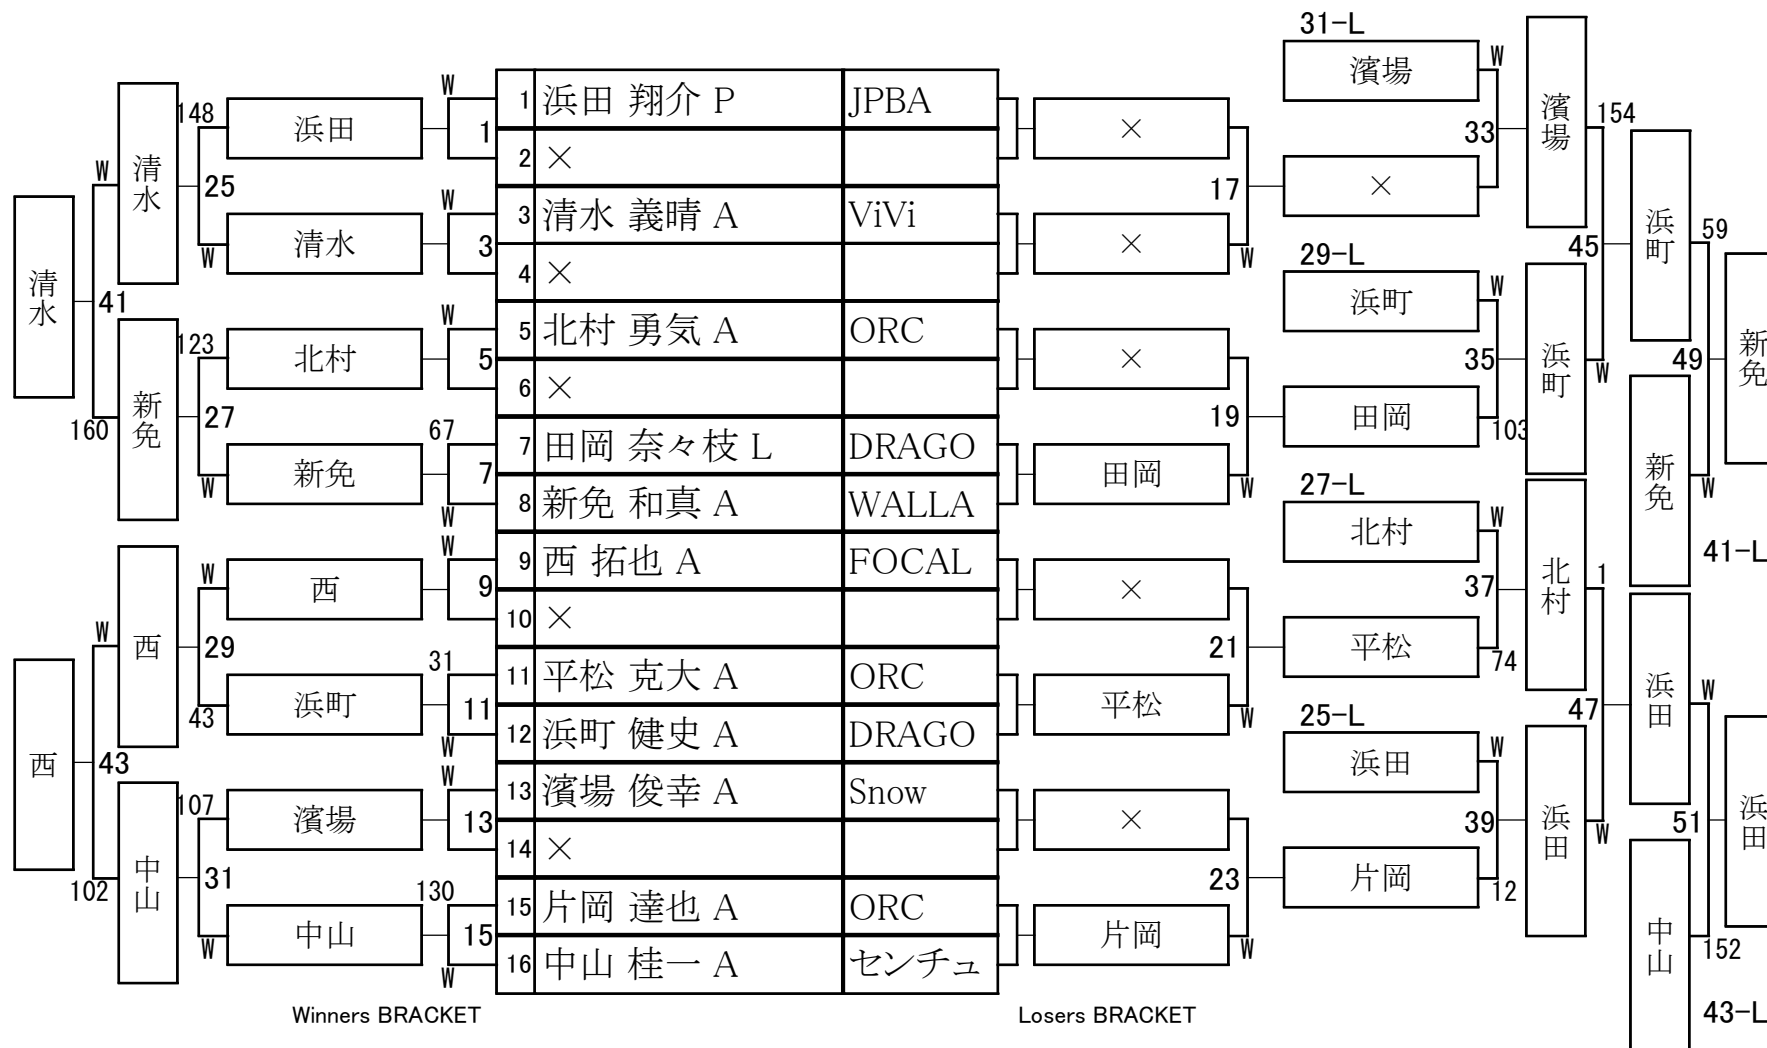 31-L
W 濱場 W
1 浜田 翔介 P JPBA
148 浜田 1 × 33 濱場 154
2 ×
W 清水 25 17 × 浜町 59
W 3 清水 義晴 A ViVi
清水 3 × 45
W 4 × W 29-L
清水 41 浜町 W 新免
W 5 北村 勇気 A ORC
123 北村 5 × 35 浜町 49
6 × W
新免 27 67 19 田岡 103 新免
160 7 田岡 奈々枝 L DRAGO
新免 7 田岡 27-L W
W 8 新免 和真 A WALLA W
W W 北村 W 41-L
9 西 拓也 A FOCAL
W 西 9 × 37 北村 1
10 ×
W 西 29 31 21 平松 74 浜田 W
11 平松 克大 A ORC
43 浜町 11 平松 25-L 47
W 12 浜町 健史 A DRAGO W
西 43 W 浜田 W 浜田
13 濱場 俊幸 A Snow
107 濱場 13 × 39 浜田 51
14 × W
102 中山 31 130 23 片岡 12 中山
15 片岡 達也 A ORC
W 中山 15 片岡 W 152
W 16 中山 桂一 A センチュ
Winners BRACKET Losers BRACKET 43-L